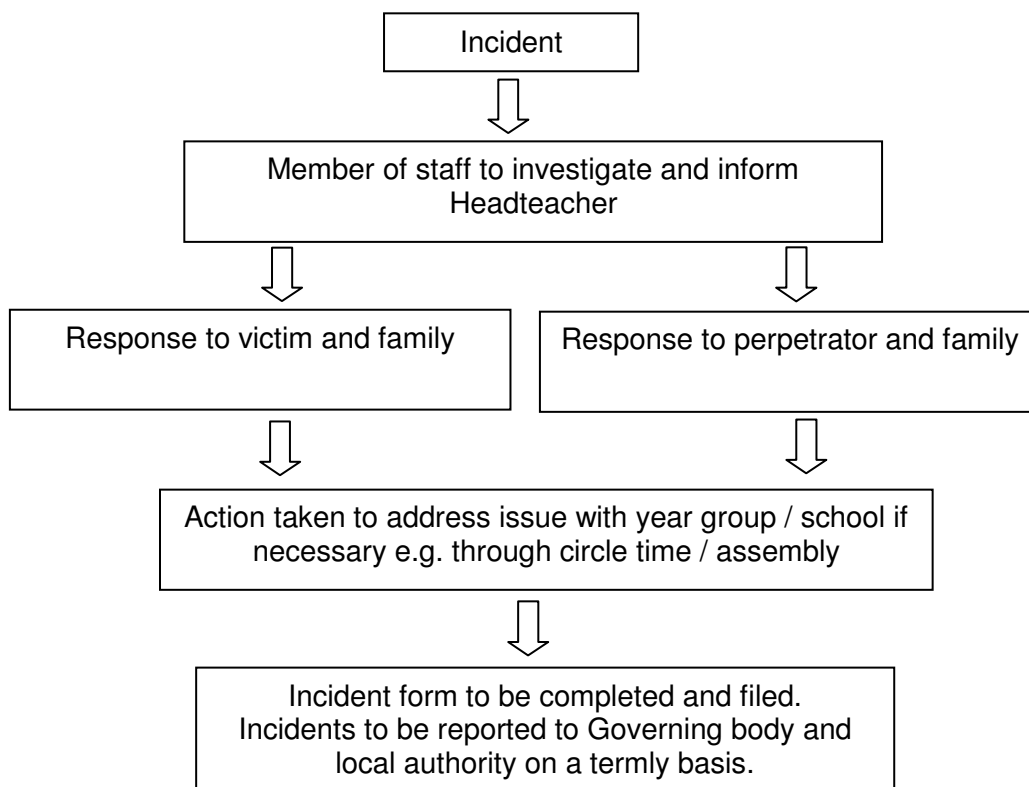 Incident
Member of staff to investigate and inform
Headteacher
Response to victim and family
Response to perpetrator and family
Action taken to address issue with year group / school if
necessary e.g. through circle time / assembly
Incident form to be completed and filed.
Incidents to be reported to Governing body and
local authority on a termly basis.